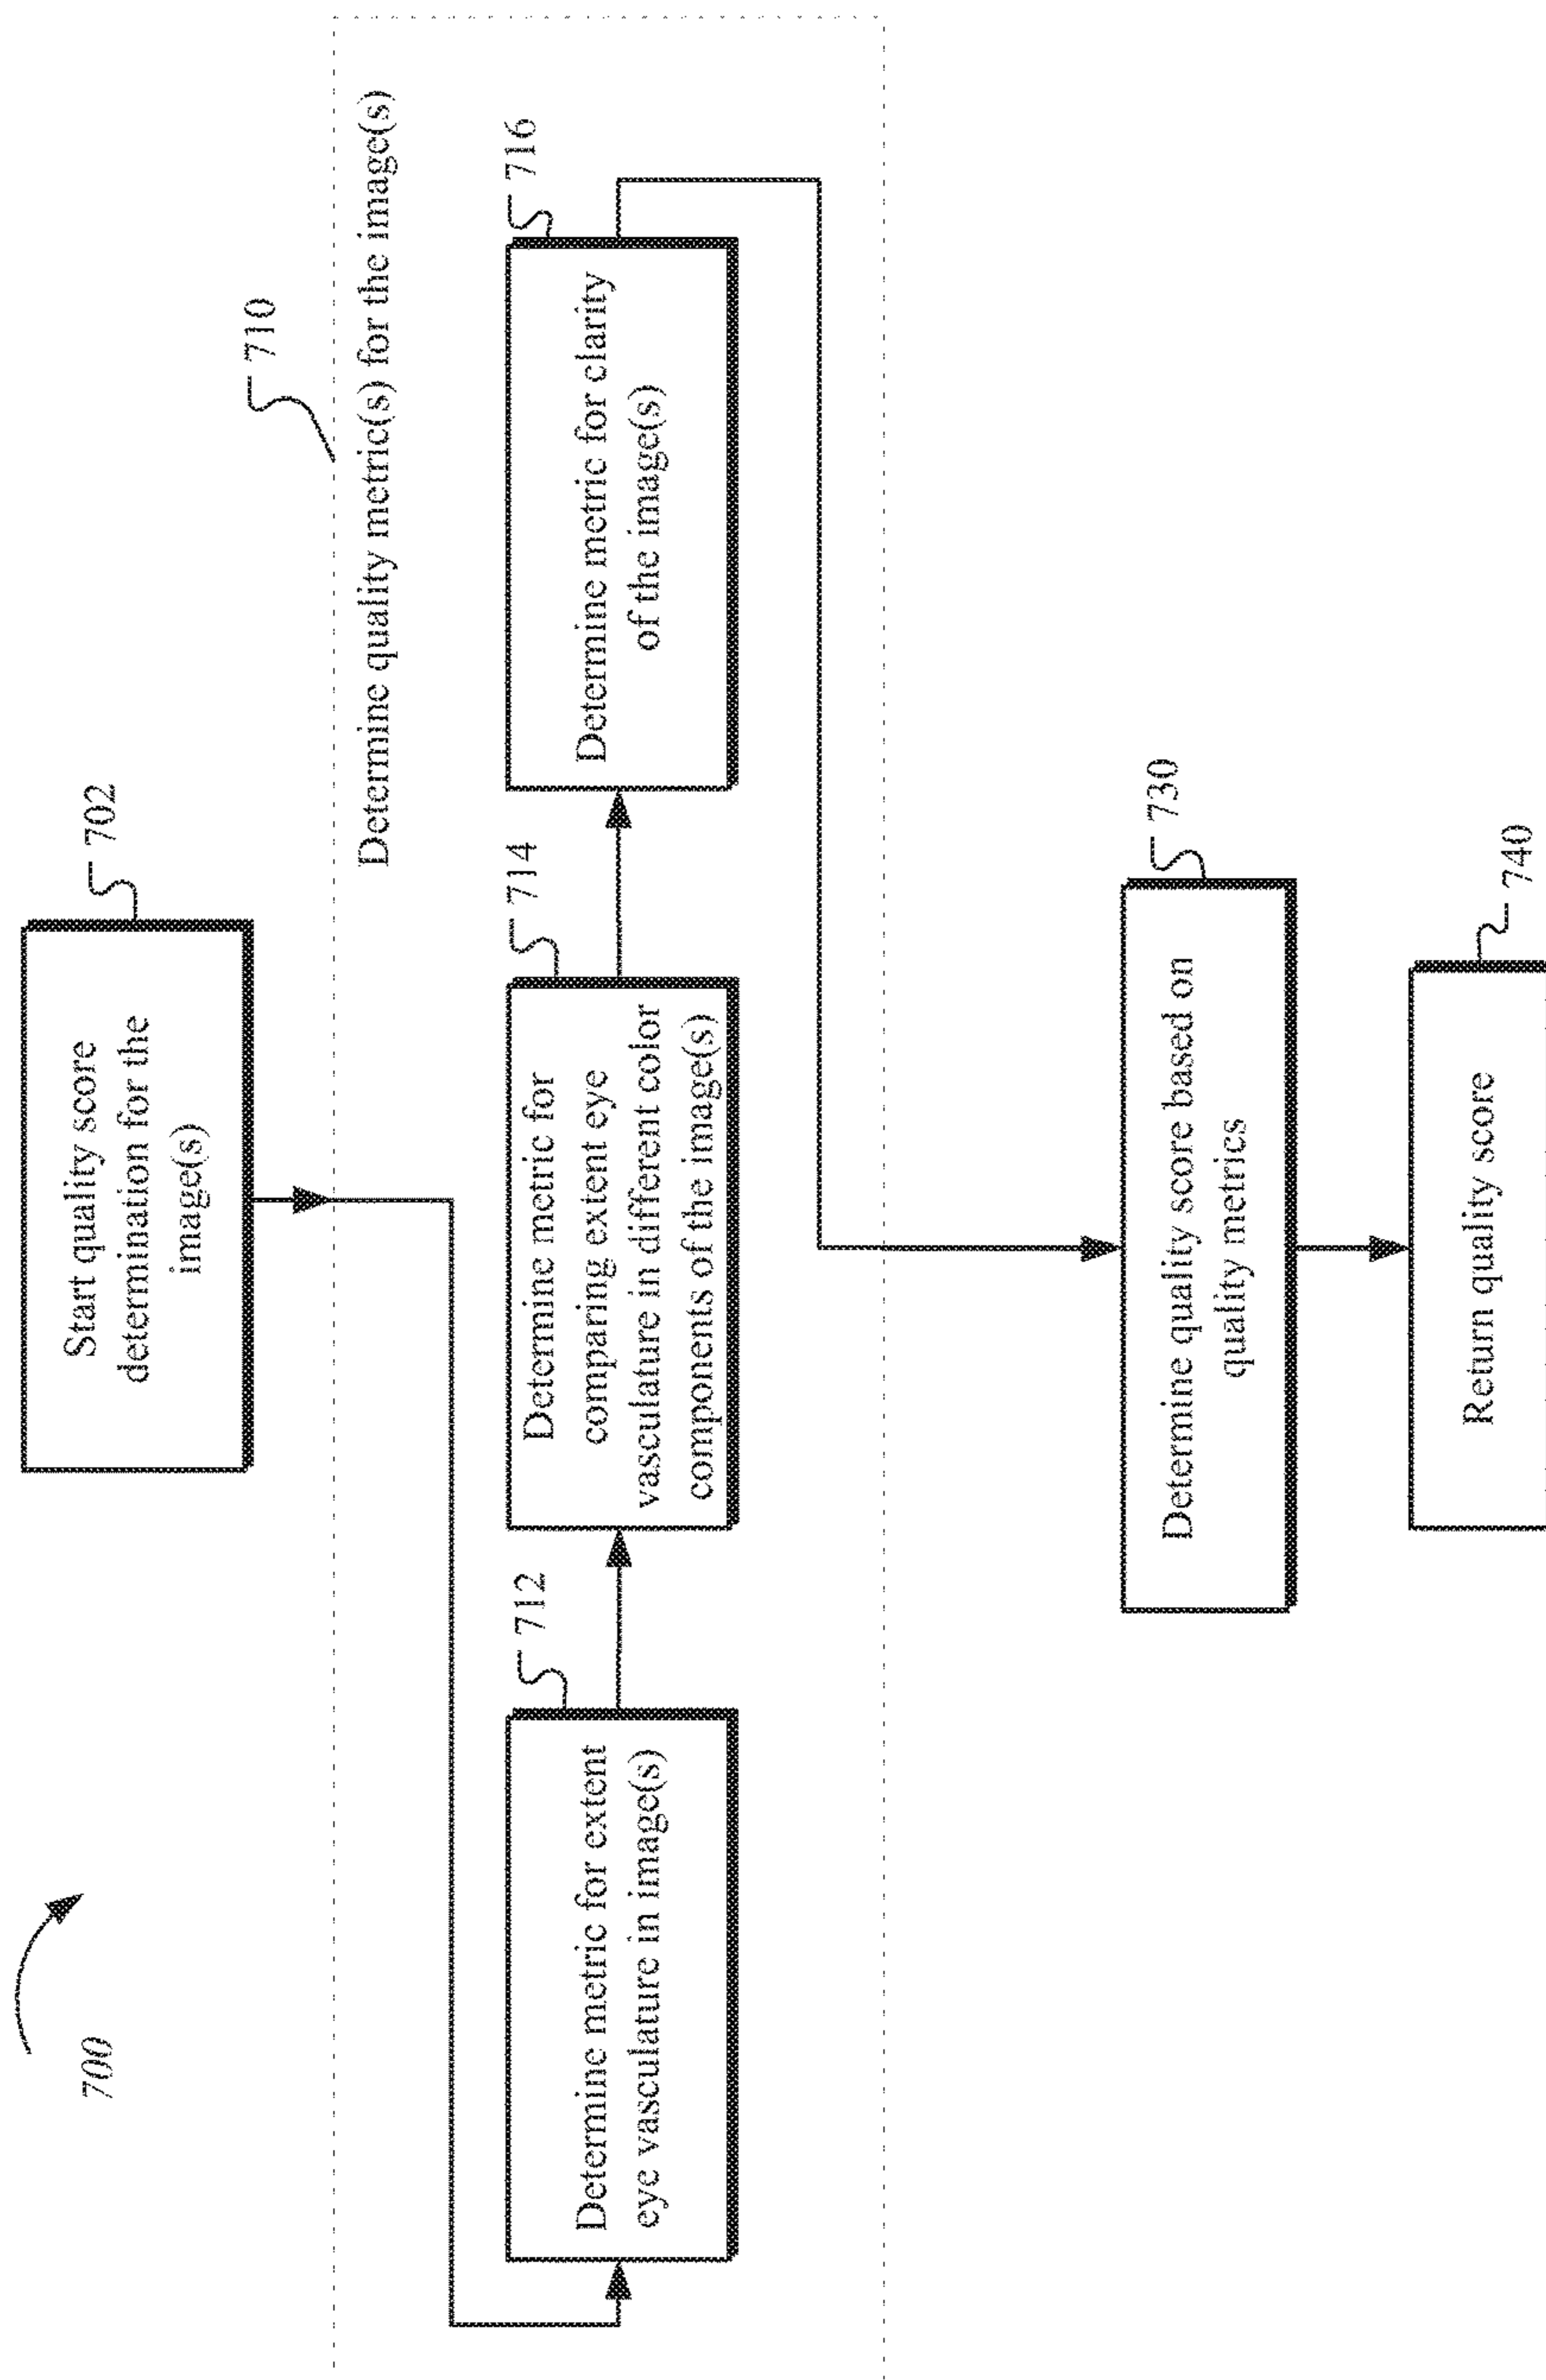 700
Start quality score
determination for the
image(s)
702
710
Determine quality metric(s) for the image(s)
Determine metric for extent
eye vasculature in image(s)
712
Determine metric for
comparing extent eye
vasculature in different color
components of the image(s)
714
Determine metric for clarity
of the image(s)
716
Determine quality score based on
quality metrics
730
Return quality score
740